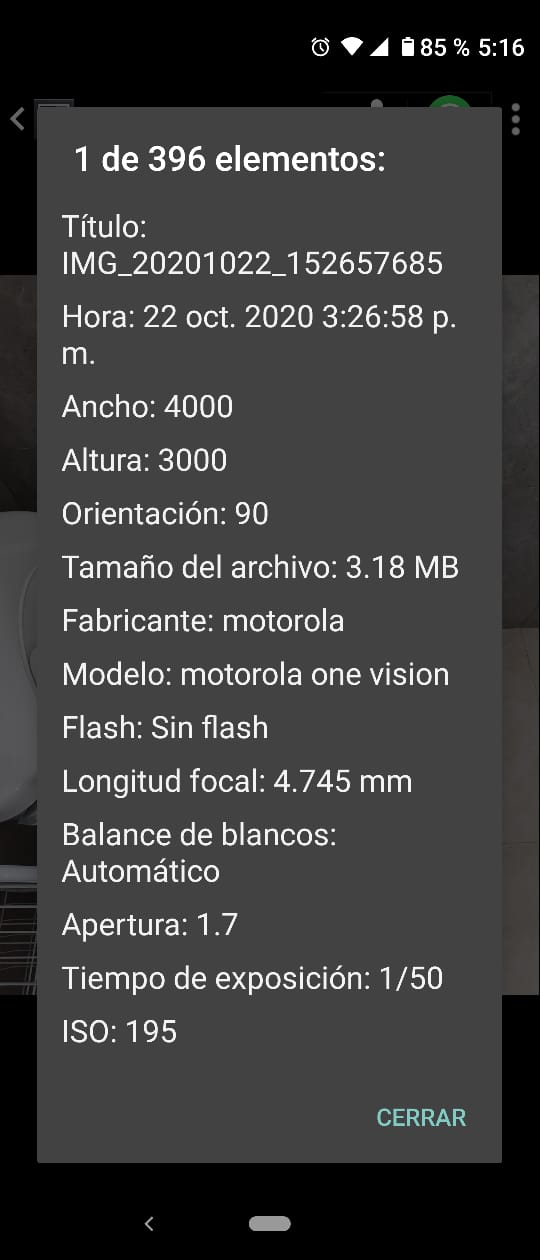 85 % 5:16
1 de 396 elementos:
Título:
IMG_20201022_152657685
Hora: 22 oct. 2020 3:26:58 p.
m.
Ancho: 4000
Altura: 3000
Orientación: 90
Tamaño del archivo: 3.18 MB
Fabricante: motorola
Modelo: motorola one vision
Flash: Sin flash
Longitud focal: 4.745 mm
Balance de blancos:
Automático
Apertura: 1.7
Tiempo de exposición: 1/50
ISO: 195
CERRAR